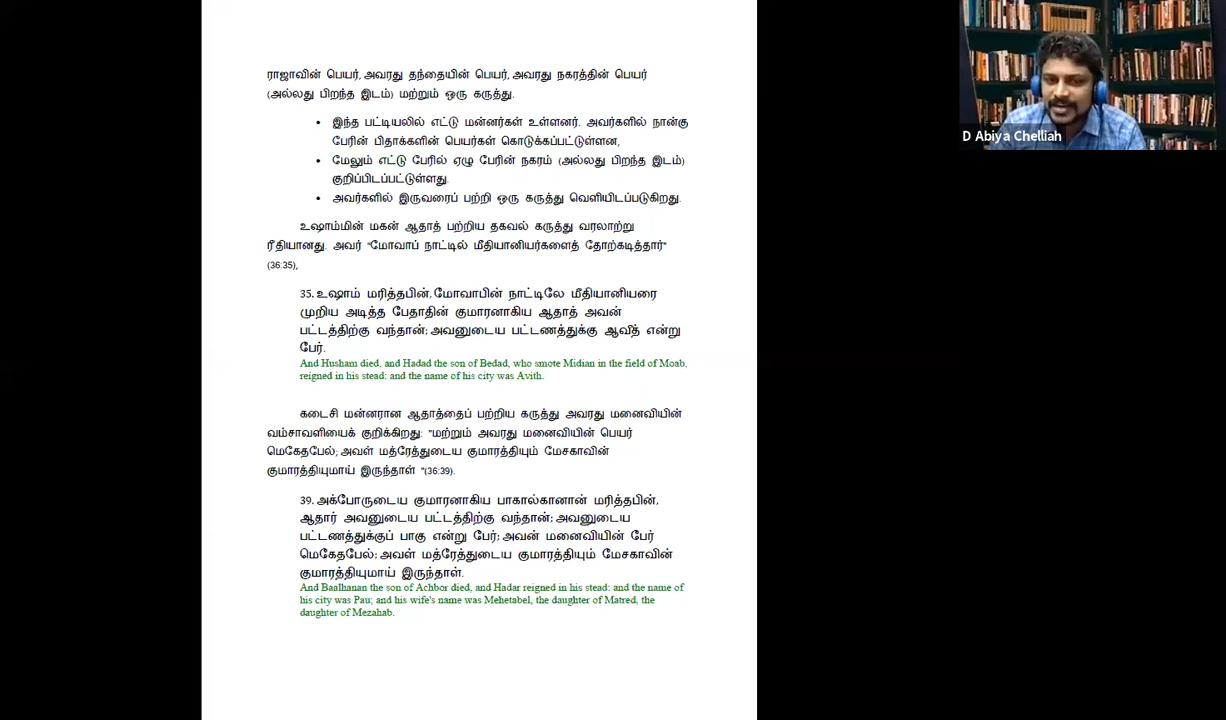 ராஜாவின் பெயர், அவரது தந்தையின் பெயர், அவரது நகரத்தின் பெயர்
(அல்லது பிறந்த இடம்) மற்றும் ஒரு கருத்து.
• இந்த பட்டியலில் எட்டு மன்னர்கள் உள்ளனர். அவர்களில் நான்கு
பேரின் பிதாக்களின் பெயர்கள் கொடுக்கப்பட்டுள்ளன,
• மேலும் எட்டு பேரில் ஏழு பேரின் நகரம் (அல்லது பிறந்த இடம்)
குறிப்பிடப்பட்டுள்ளது.
• அவர்களில் இருவரைப் பற்றி ஒரு கருத்து வெளியிடப்படுகிறது.
உஷாம்மின் மகன் ஆதாத் பற்றிய தகவல் கருத்து வரலாற்று
ரீதியானது. அவர் "மோவாப் நாட்டில் மீதியானியர்களைத் தோற்கடித்தார்"
(36:35),
35. உஷாம் மரித்தபின், மோவாபின் நாட்டிலே மீதியானியரை
முறிய அடித்த பேதாதின் குமாரனாகிய ஆதாத் அவன்
பட்டத்திற்கு வந்தான்; அவனுடைய பட்டணத்துக்கு ஆவீத் என்று
பேர்.
And Husham died, and Hadad the son of Bedad, who smote Midian in the field of Moab,
reigned in his stead: and the name of his city was Avith.
கடைசி மன்னரான ஆதாத்தைப் பற்றிய கருத்து அவரது மனைவியின்
வம்சாவளியைக் குறிக்கிறது: "மற்றும் அவரது மனைவியின் பெயர்
மெகேதபேல்; அவள் மத்ரேத்துடைய குமாரத்தியும் மேசகாவின்
குமாரத்தியுமாய் இருந்தாள் "(36:39).
39. அக்போருடைய குமாரனாகிய பாகால்கானான் மரித்தபின்,
ஆதார் அவனுடைய பட்டத்திற்கு வந்தான்; அவனுடைய
பட்டணத்துக்குப் பாகு என்று பேர்; அவன் மனைவியின் பேர்
மெகேதபேல்; அவள் மத்ரேத்துடைய குமாரத்தியும் மேசகாவின்
குமாரத்தியுமாய் இருந்தாள்.
And Baalhanan the son of Achbor died, and Hadar reigned in his stead: and the name of
his city was Pau; and his wife's name was Mehetabel, the daughter of Matred, the
daughter of Mezahab.
D Abiya Chelliah